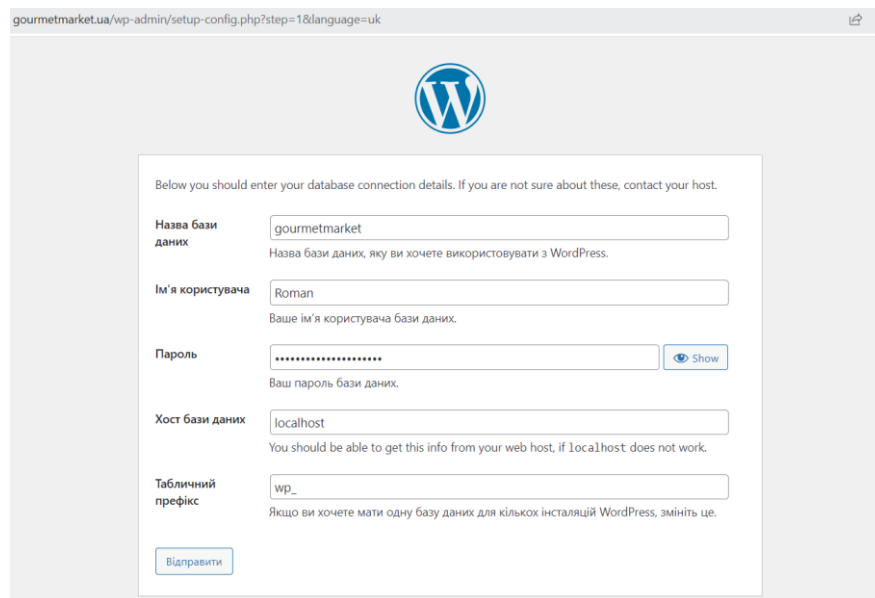 gourmetmarket.ua/wp-admin/setup-config.php?step=1&language=uk
Below you should enter your database connection details. If you are not sure about these, contact your host.
Назва бази
даних
gourmetmarket
Назва бази даних, яку ви хочете використовувати з WordPress.
Ім'я користувача
Roman
Ваше ім'я користувача бази даних.
Пароль
•••••••••••••••••••••
Show
Ваш пароль бази даних.
Хост бази даних
localhost
You should be able to get this info from your web host, if localhost does not work.
Табличний
префікс
wp_
Якщо ви хочете мати одну базу даних для кількох інсталяцій WordPress, змініть це.
Відправити